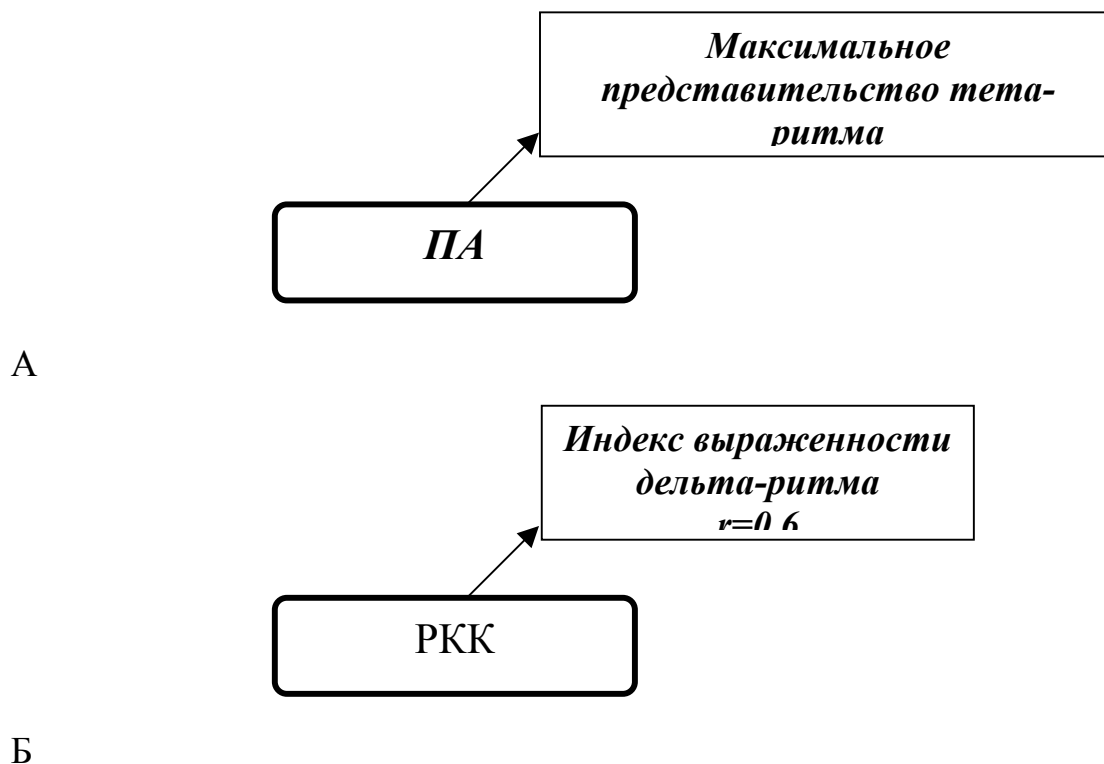 Максимальное
представительство тета-
ритма
ПА
А
Индекс выраженности
дельта-ритма
r=0,6
РКК
Б